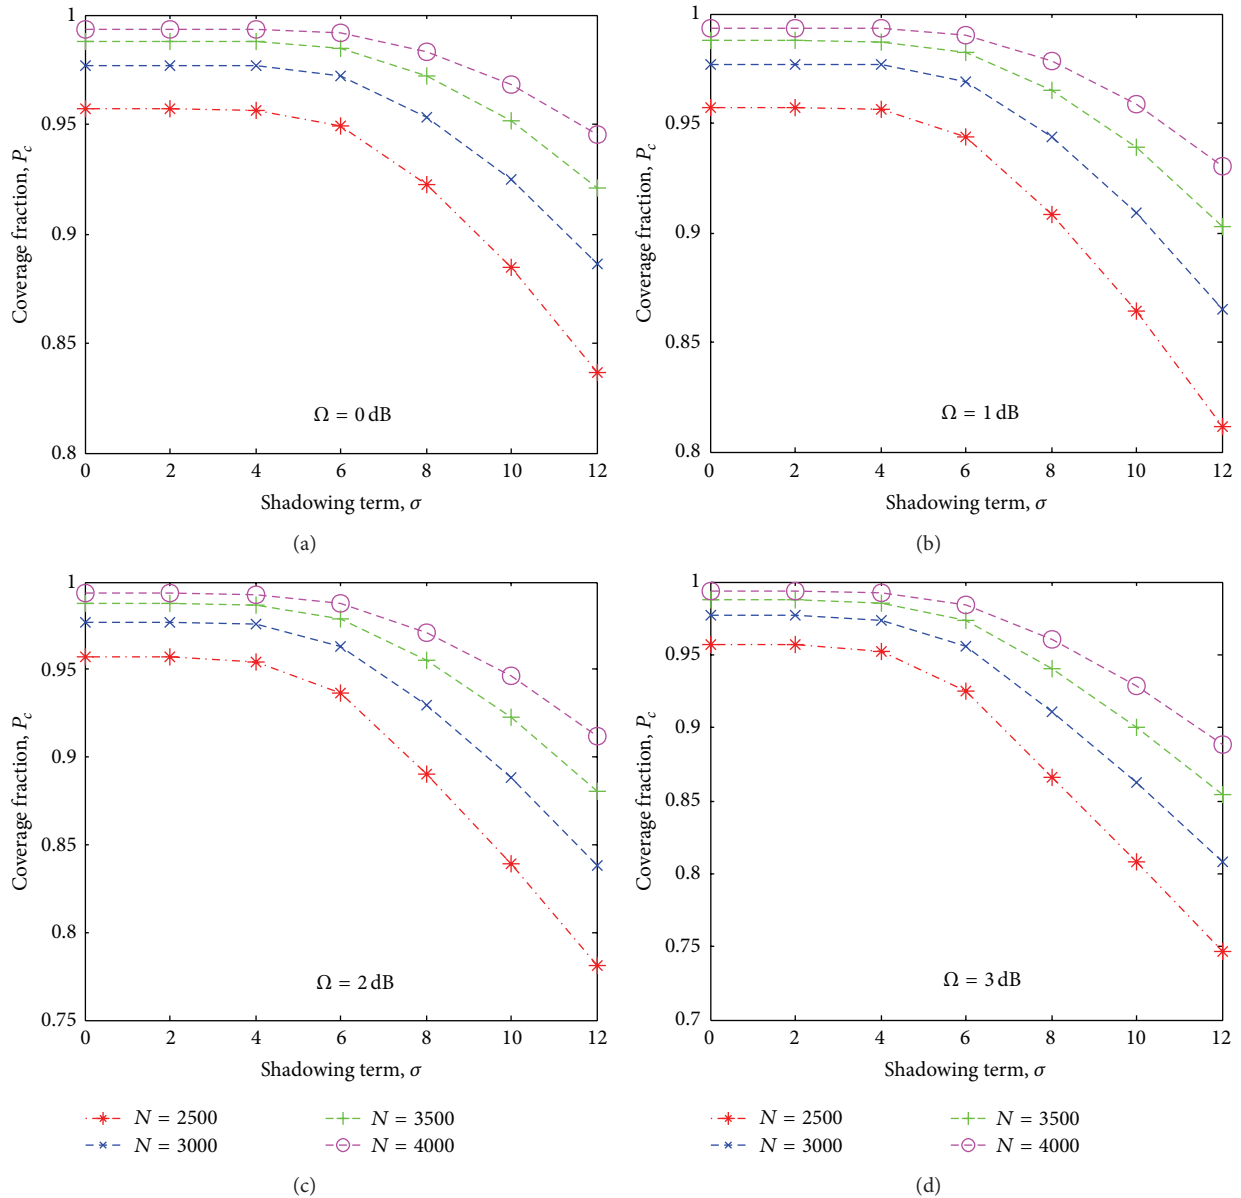 1
0.95
0.9
0.85
0.8
0 2 4 6 8 10 12
Coverage fraction, P_c
Ω = 0 dB
Shadowing term, σ
(a)
1
0.95
0.9
0.85
0.8
0 2 4 6 8 10 12
Coverage fraction, P_c
Ω = 1 dB
Shadowing term, σ
(b)
1
0.95
0.9
0.85
0.8
0.75
0 2 4 6 8 10 12
Coverage fraction, P_c
Ω = 2 dB
Shadowing term, σ
N = 2500
N = 3000
N = 3500
N = 4000
(c)
1
0.95
0.9
0.85
0.8
0.75
0.7
0 2 4 6 8 10 12
Coverage fraction, P_c
Ω = 3 dB
Shadowing term, σ
N = 2500
N = 3000
N = 3500
N = 4000
(d)